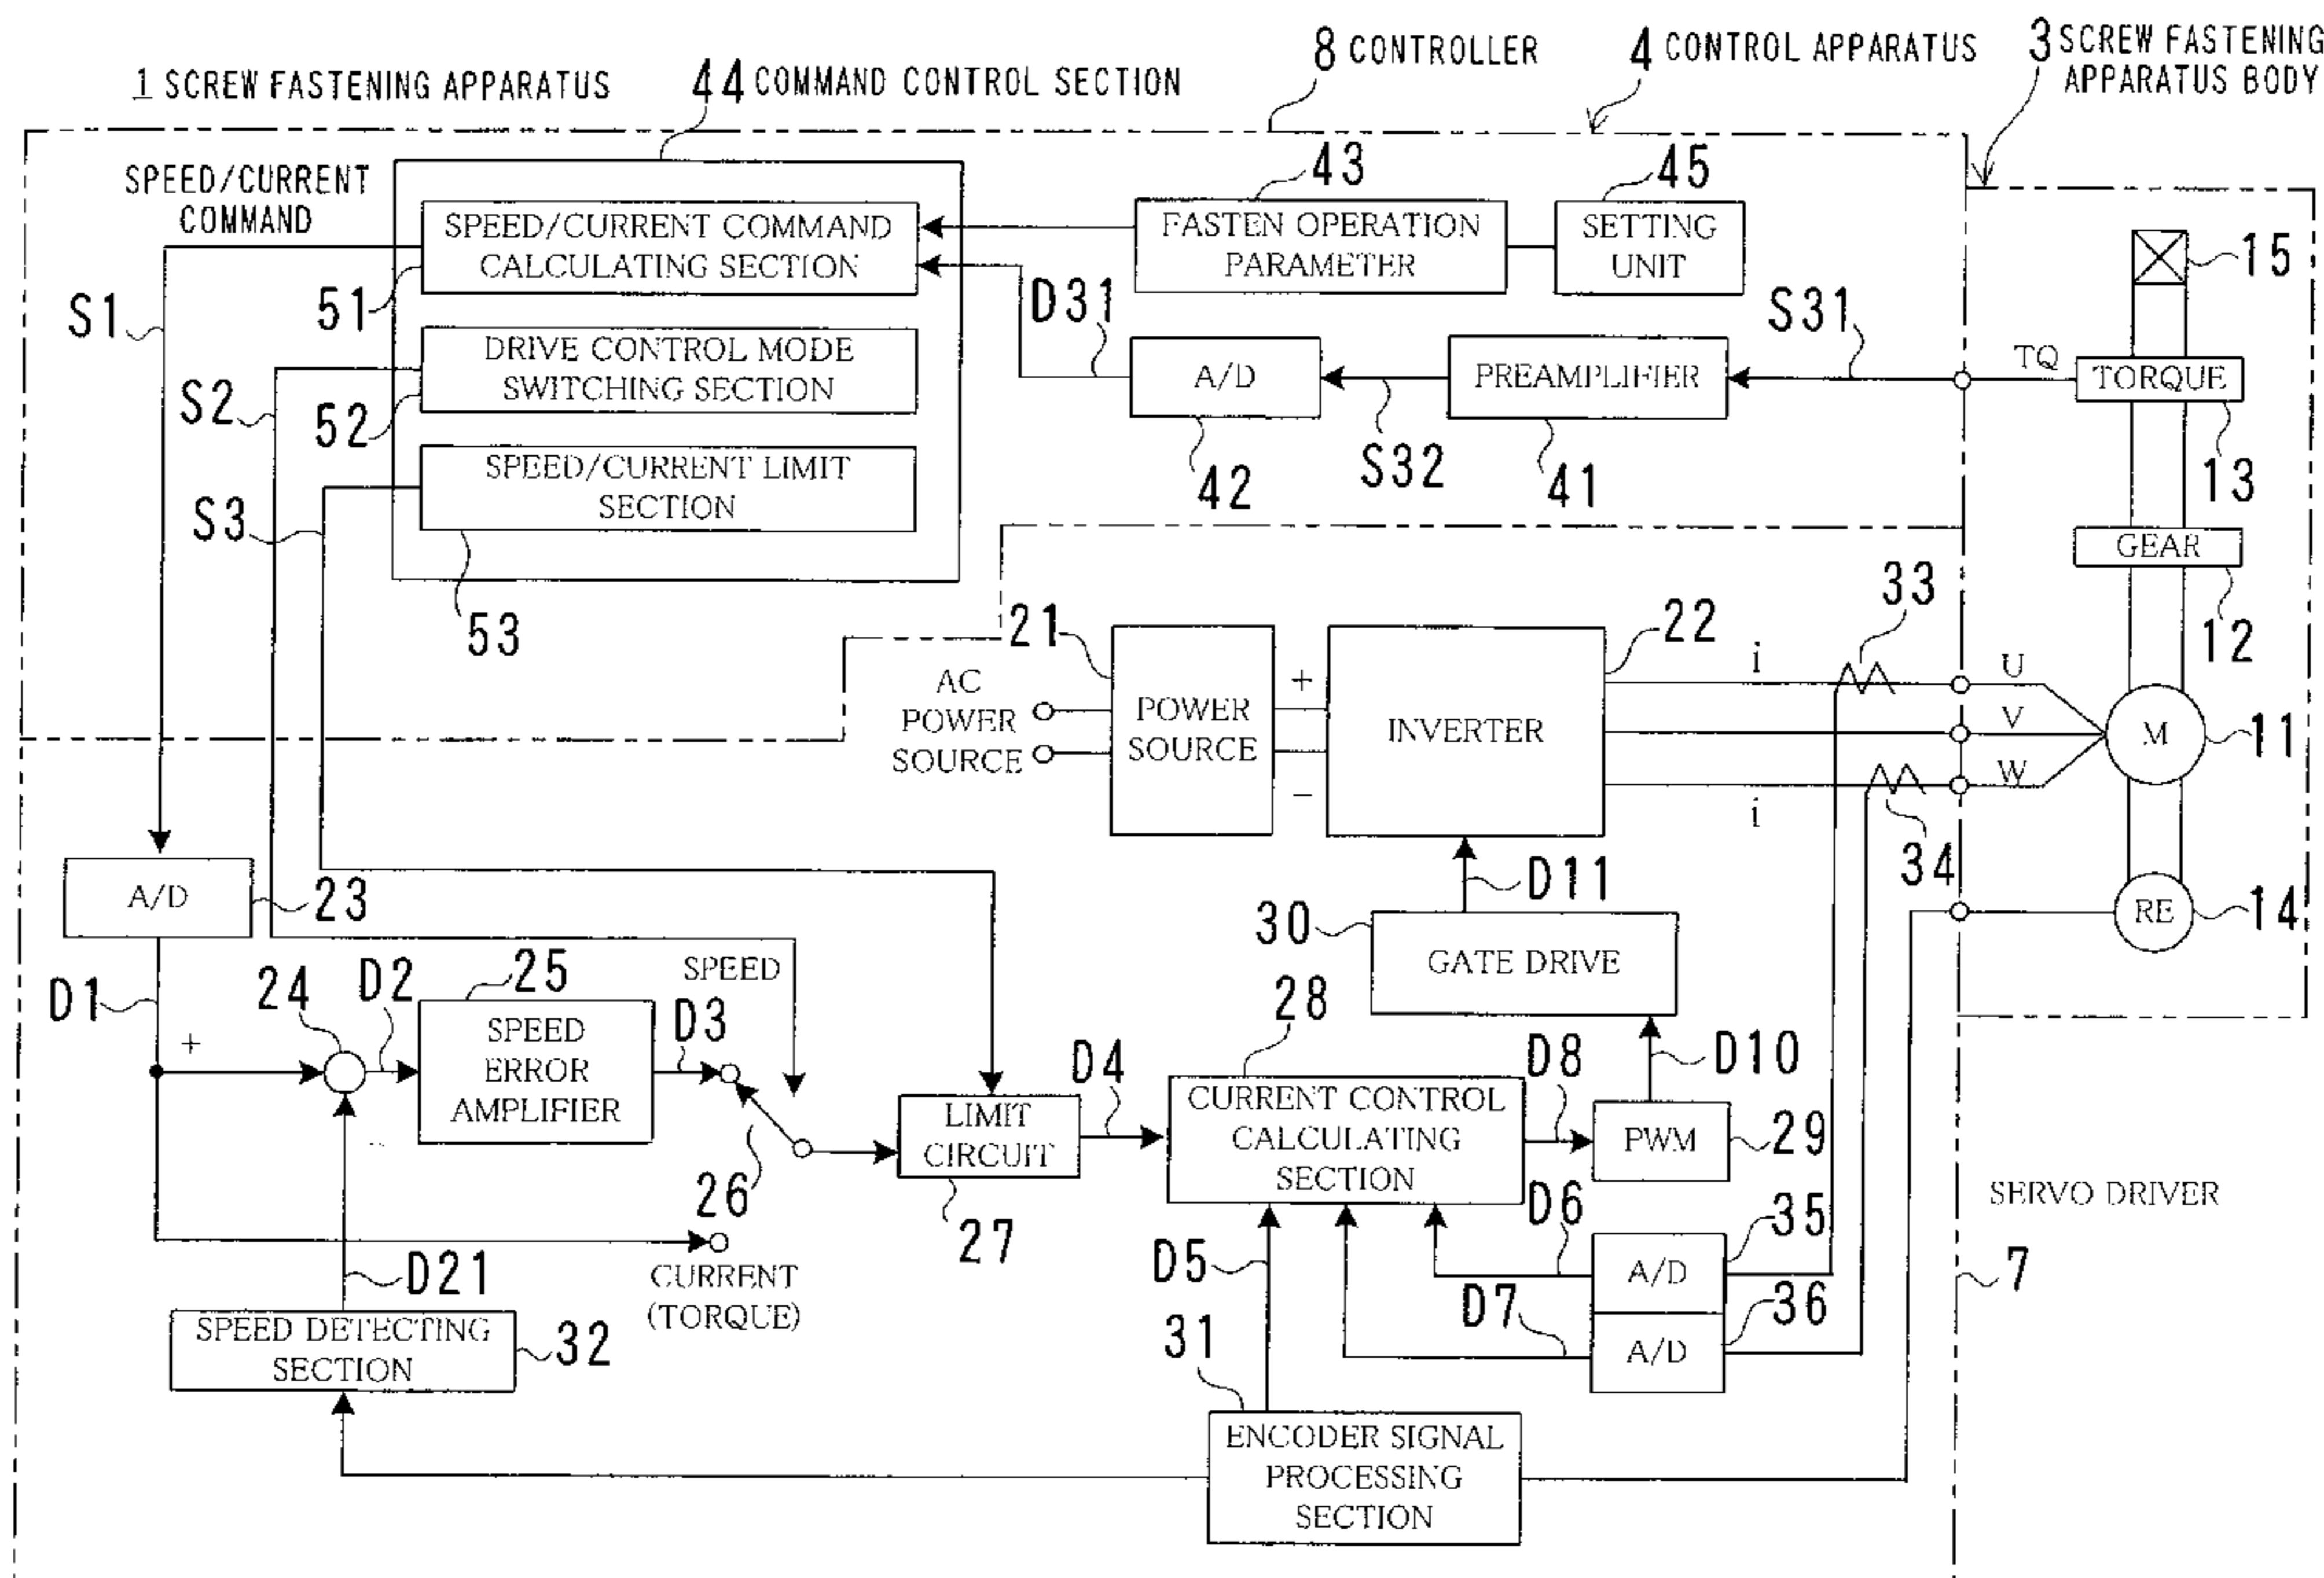 8 CONTROLLER
4 CONTROL APPARATUS
3 SCREW FASTENING
APPARATUS BODY
1 SCREW FASTENING APPARATUS
44 COMMAND CONTROL SECTION
SPEED/CURRENT
COMMAND
43
45
SPEED/CURRENT COMMAND
CALCULATING SECTION
FASTEN OPERATION
PARAMETER
SETTING
UNIT
15
S1
51
D31
S31
DRIVE CONTROL MODE
SWITCHING SECTION
A/D
PREAMPLIFIER
TQ
TORQUE
S2
52
SPEED/CURRENT LIMIT
SECTION
42
S32
41
13
S3
GEAR
53
21
22
33
12
AC
POWER
SOURCE
POWER
SOURCE
+
−
INVERTER
i
i
U
V
W
M
11
34
A/D
23
D11
RE
14
30
GATE DRIVE
SPEED
D1
24
D2
25
D3
28
D10
+
−
SPEED
ERROR
AMPLIFIER
D4
D8
LIMIT
CIRCUIT
CURRENT CONTROL
CALCULATING
SECTION
PWM
29
26
27
SERVO DRIVER
D5
D6
35
D21
CURRENT
(TORQUE)
A/D
7
D7
36
A/D
SPEED DETECTING
SECTION
32
31
ENCODER SIGNAL
PROCESSING
SECTION